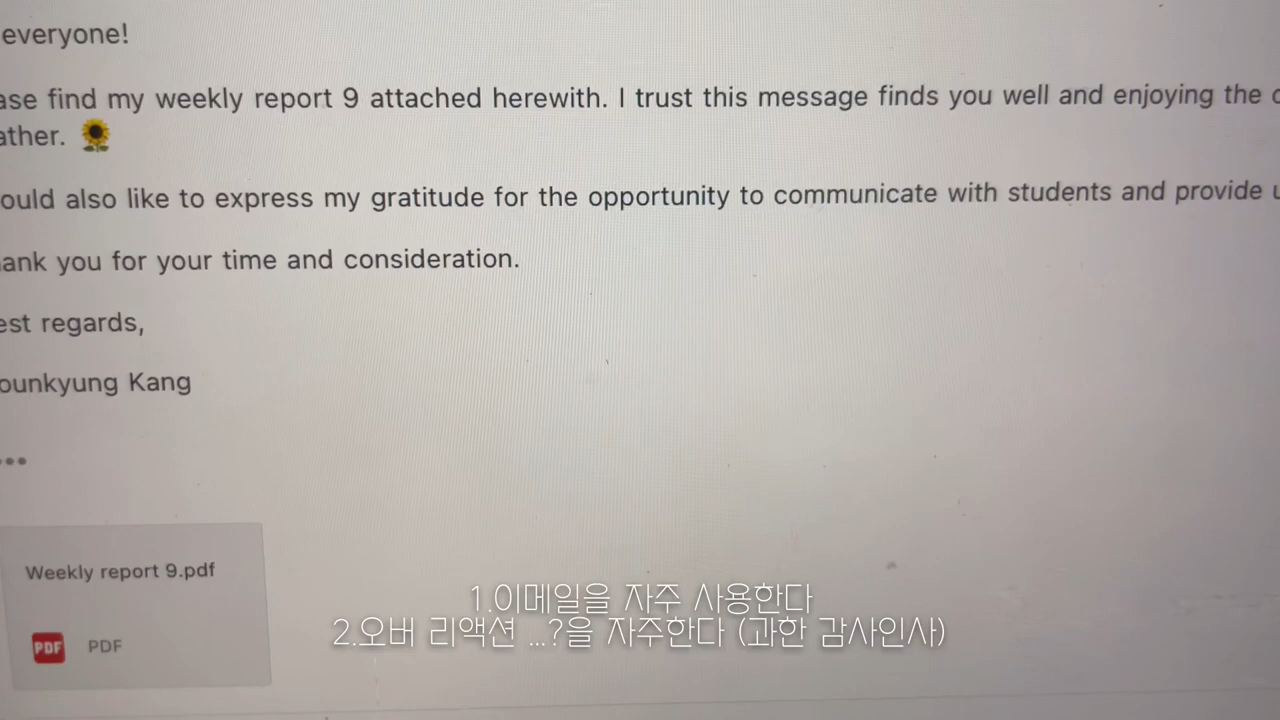 everyone!
ase find my weekly report 9 attached herewith. I trust this message finds you well and enjoying the
ather. 🌻
ould also like to express my gratitude for the opportunity to communicate with students and provide
ank you for your time and consideration.
est regards,
ounkyung Kang
•••
Weekly report 9.pdf
PDF PDF
1.이메일을 자주 사용한다
2.오버 리액션 ...?을 자주한다 (과한 감사인사)